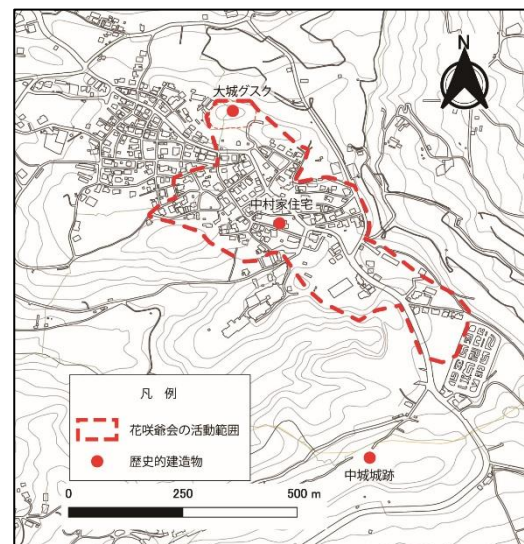 N
大城グスク
中村家住宅
中城城跡
凡 例
花咲爺会の活動範囲
歴史的建造物
0 250 500 m